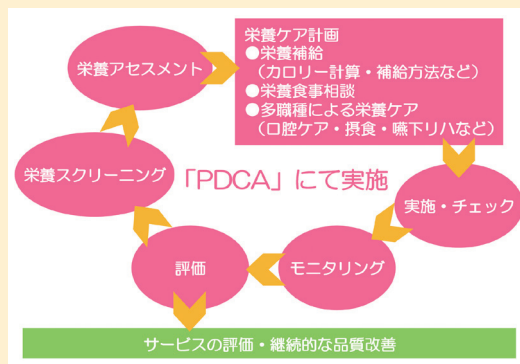 栄養アセスメント
栄養ケア計画
●栄養補給
（カロリー計算・補給方法など）
●栄養食事相談
●多職種による栄養ケア
（口腔ケア・摂食・嚥下リハなど）
栄養スクリーニング
「PDCA」にて実施
実施・チェック
評価
モニタリング
サービスの評価・継続的な品質改善